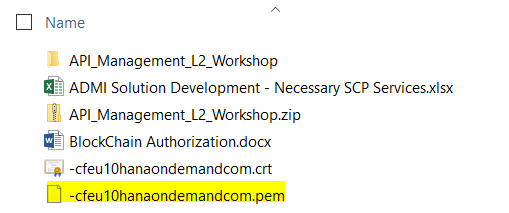 Name
API_Management_L2_Workshop
ADMI Solution Development - Necessary SCP Services.xlsx
API_Management_L2_Workshop.zip
BlockChain Authorization.docx
-cfeu10hanaondemandcom.crt
-cfeu10hanaondemandcom.pem